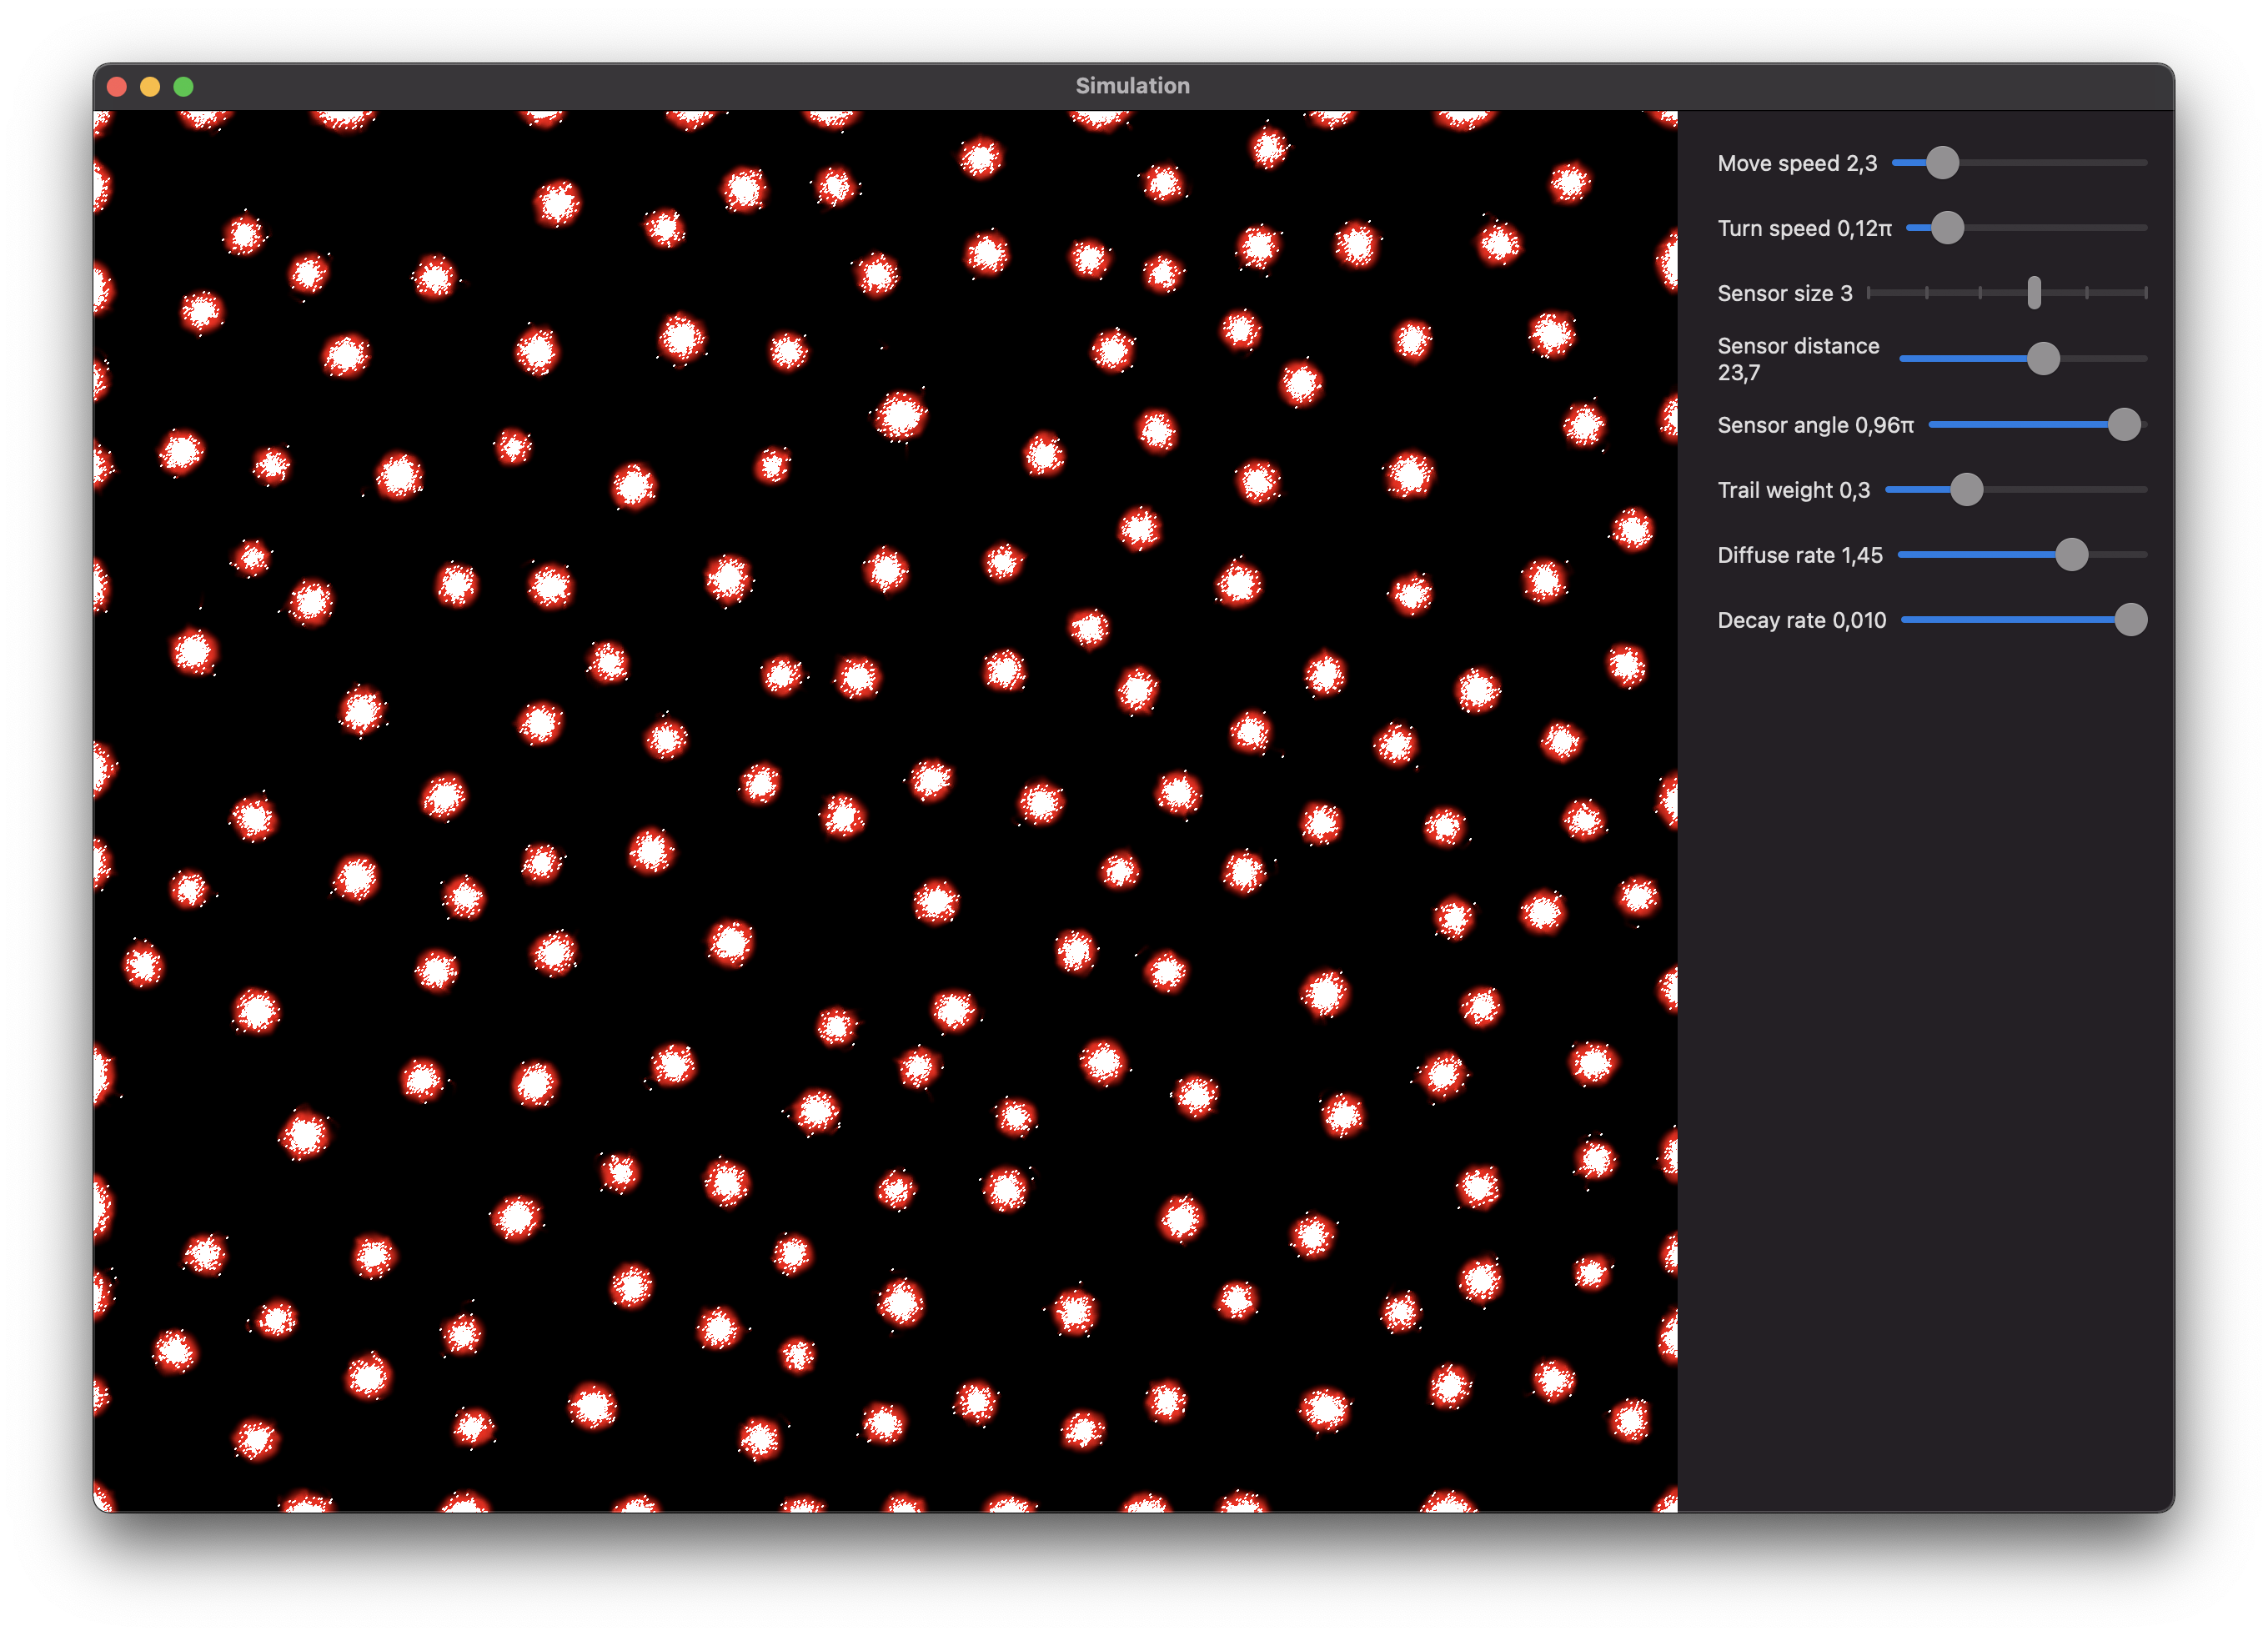 Simulation
Move speed 2,3
Turn speed 0,12π
Sensor size 3
Sensor distance
23,7
Sensor angle 0,96π
Trail weight 0,3
Diffuse rate 1,45
Decay rate 0,010